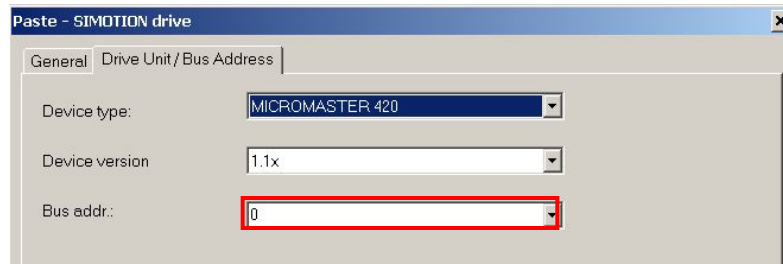 Paste - SIMOTION drive
General Drive Unit / Bus Address
Device type: MICROMASTER 420
Device version 1.1x
Bus addr.: 0